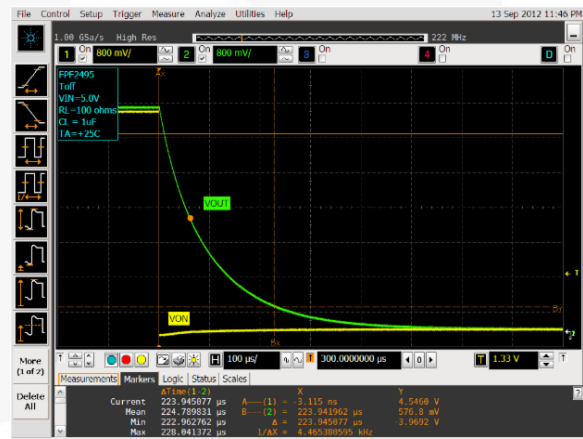 File Control Setup Trigger Measure Analyze Utilities Help 13 Sep 2012 11:46 PM
1.00 GSa/s High Res 222 MHz
1 On 800 mV/ 2 On 800 mV/ 3 On 4 On D On
FPF2495
Toff
VIN=5.0V
RL=100 ohms
CL = 1uF
TA=+25C
Ax
VOUT
T
By
VON
Bx
More
(1 of 2)
Delete
All
T H 100 µs/ 300.0000000 µs 0 T 1.33 V
Measurements Markers Logic Status Scales
ΔTime(1-2) X Y
Current 223.945077 µs A---(1) = -3.115 ns 4.5460 V
Mean 224.789831 µs B---(2) = 223.941962 µs 576.8 mV
Min 222.962762 µs Δ = 223.945077 µs -3.9692 V
Max 228.041372 µs 1/ΔX = 4.465380595 kHz